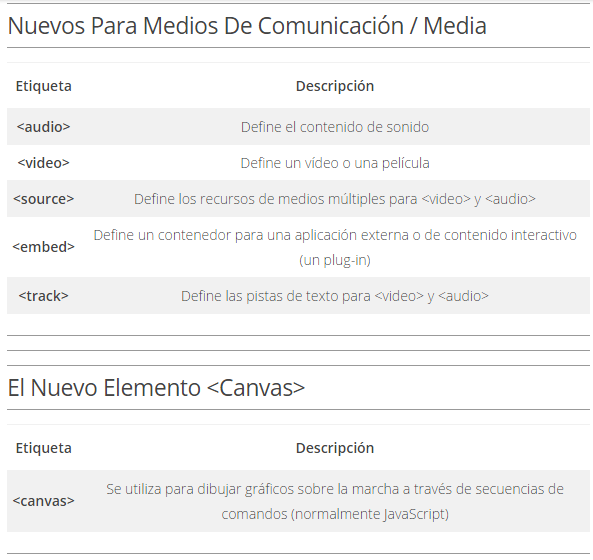 Nuevos Para Medios De Comunicación / Media
Etiqueta Descripción
<audio> Define el contenido de sonido
<video> Define un vídeo o una película
<source> Define los recursos de medios múltiples para <video> y <audio>
<embed> Define un contenedor para una aplicación externa o de contenido interactivo
(un plug-in)
<track> Define las pistas de texto para <video> y <audio>
El Nuevo Elemento <Canvas>
Etiqueta Descripción
<canvas> Se utiliza para dibujar gráficos sobre la marcha a través de secuencias de
comandos (normalmente JavaScript)